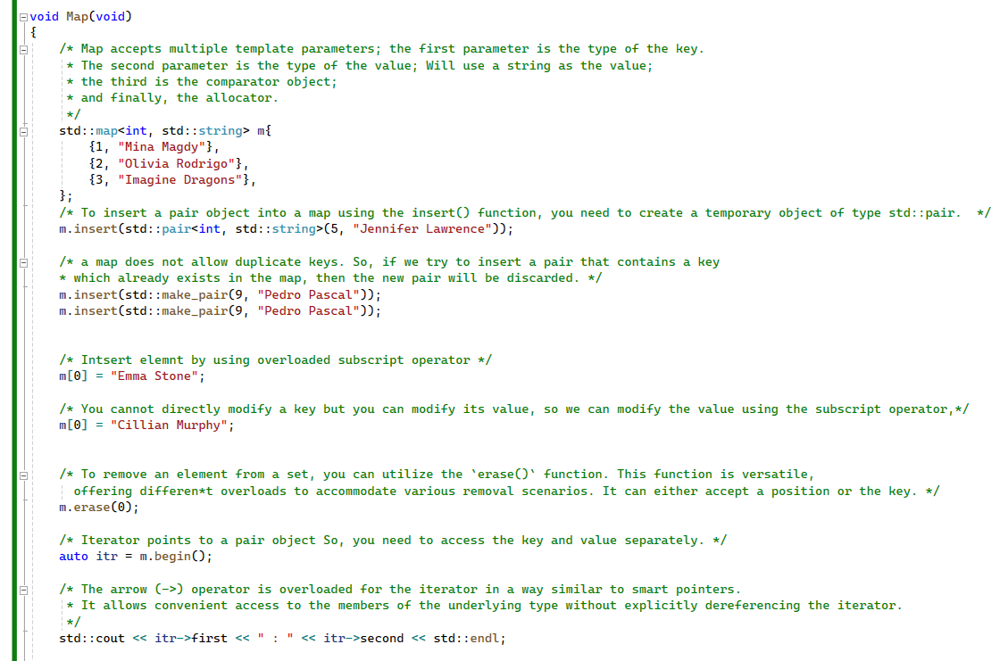 void Map(void)
{
/* Map accepts multiple template parameters; the first parameter is the type of the key.
* The second parameter is the type of the value; Will use a string as the value;
* the third is the comparator object;
* and finally, the allocator.
*/
std::map<int, std::string> m{
{1, "Mina Magdy"},
{2, "Olivia Rodrigo"},
{3, "Imagine Dragons"},
};
/* To insert a pair object into a map using the insert() function, you need to create a temporary object of type std::pair.  */
m.insert(std::pair<int, std::string>(5, "Jennifer Lawrence"));
/* a map does not allow duplicate keys. So, if we try to insert a pair that contains a key
* which already exists in the map, then the new pair will be discarded. */
m.insert(std::make_pair(9, "Pedro Pascal"));
m.insert(std::make_pair(9, "Pedro Pascal"));
/* Intsert elemnt by using overloaded subscript operator */
m[0] = "Emma Stone";
/* You cannot directly modify a key but you can modify its value, so we can modify the value using the subscript operator,*/
m[0] = "Cillian Murphy";
/* To remove an element from a set, you can utilize the `erase()` function. This function is versatile,
offering differen*t overloads to accommodate various removal scenarios. It can either accept a position or the key. */
m.erase(0);
/* Iterator points to a pair object So, you need to access the key and value separately. */
auto itr = m.begin();
/* The arrow (->) operator is overloaded for the iterator in a way similar to smart pointers.
* It allows convenient access to the members of the underlying type without explicitly dereferencing the iterator.
*/
std::cout << itr->first << " : " << itr->second << std::endl;